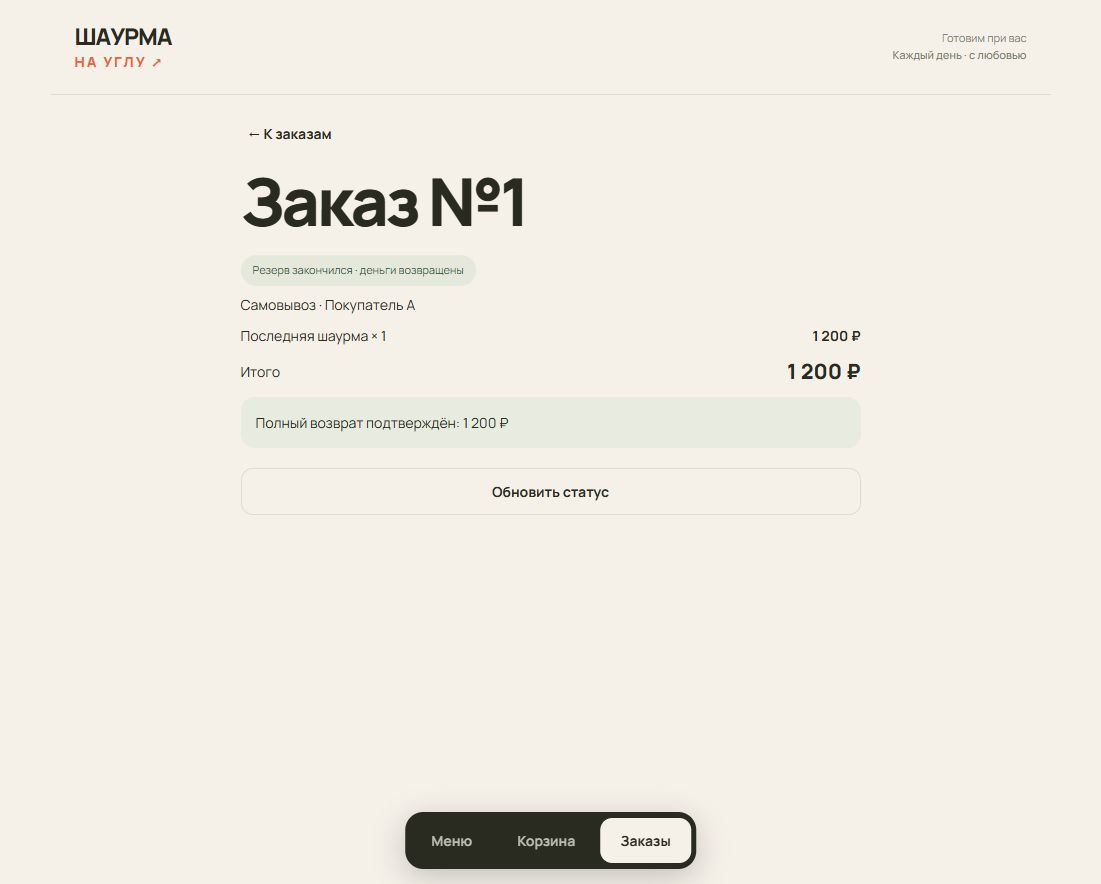 ШАУРМА
НА УГЛУ ↗
Готовим при вас
Каждый день · с любовью
← К заказам
Заказ №1
Резерв закончился · деньги возвращены
Самовывоз · Покупатель А
Последняя шаурма × 1 1 200 ₽
Итого 1 200 ₽
Полный возврат подтверждён: 1 200 ₽
Обновить статус
Меню Корзина Заказы